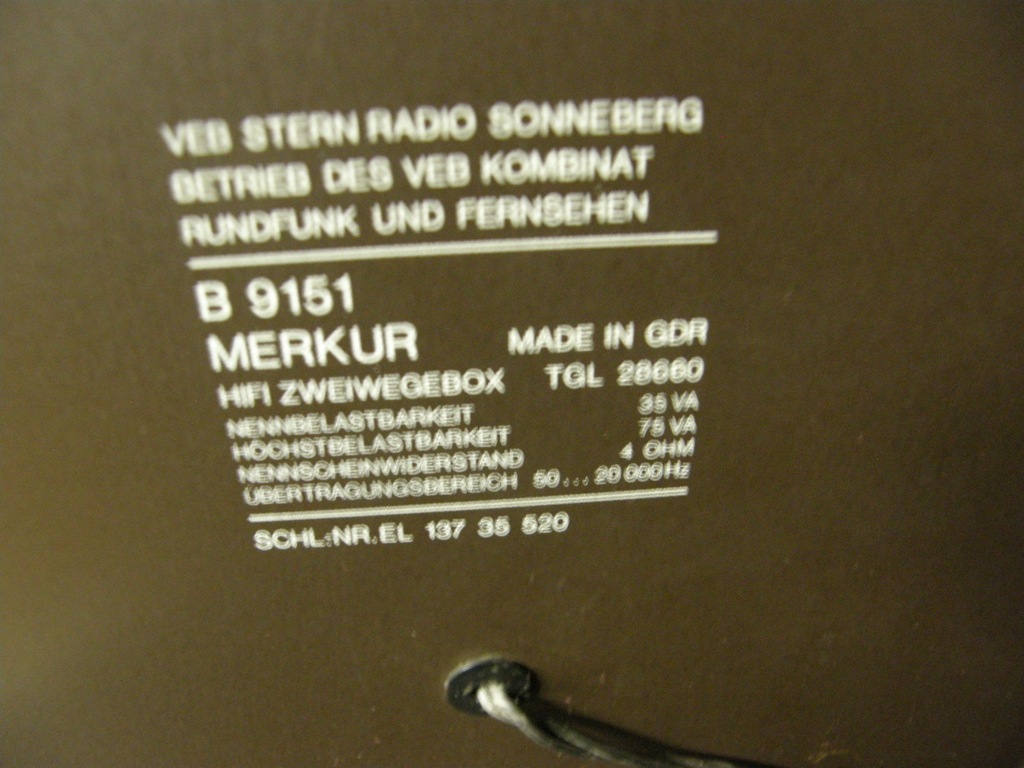 VEB STERN RADIO SONNEBERG
BETRIEB DES VEB KOMBINAT
RUNDFUNK UND FERNSEHEN
B 9151
MERKUR MADE IN GDR
HIFI ZWEIWEGEBOX TGL 28660
NENNBELASTBARKEIT 35 VA
HÖCHSTBELASTBARKEIT 75 VA
NENNSCHEINWIDERSTAND 4 OHM
ÜBERTRAGUNGSBEREICH 50...20 000 Hz
SCHL.-NR. EL 137 35 520